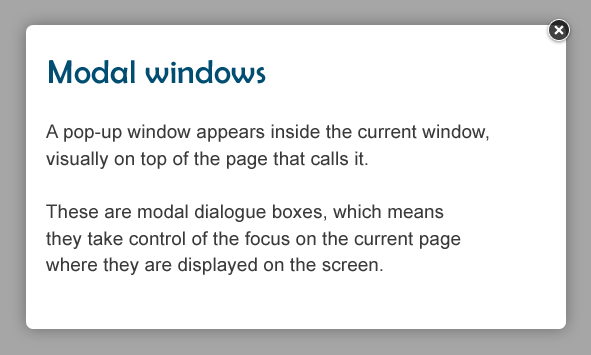 Modal windows
A pop-up window appears inside the current window,
visually on top of the page that calls it.
These are modal dialogue boxes, which means
they take control of the focus on the current page
where they are displayed on the screen.